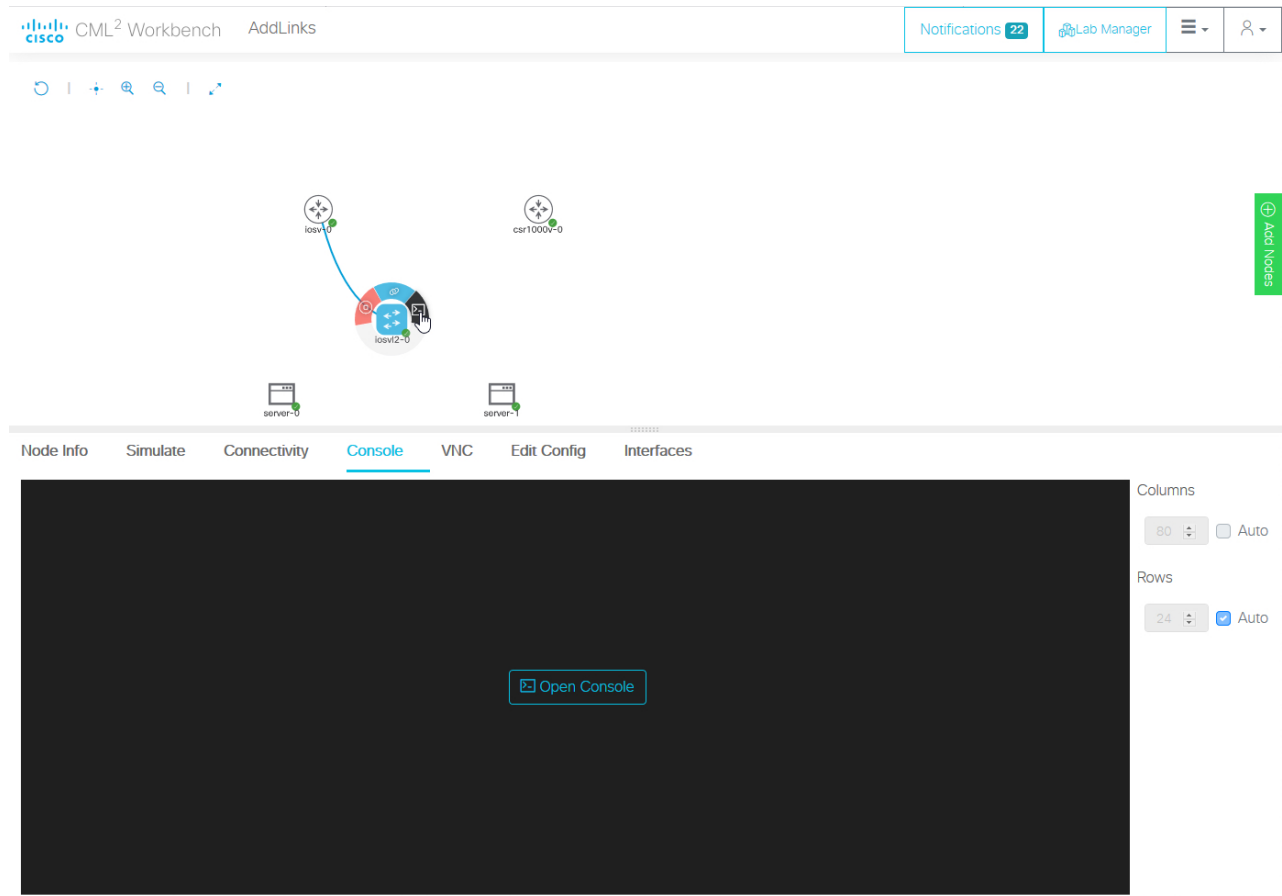 CISCO CML² Workbench AddLinks Notifications 22 Lab Manager
iosv-0 csr1000v-0
Add Nodes
iosvl2-0
server-0 server-1
Node Info Simulate Connectivity Console VNC Edit Config Interfaces
Columns
80 Auto
Rows
24 Auto
Open Console